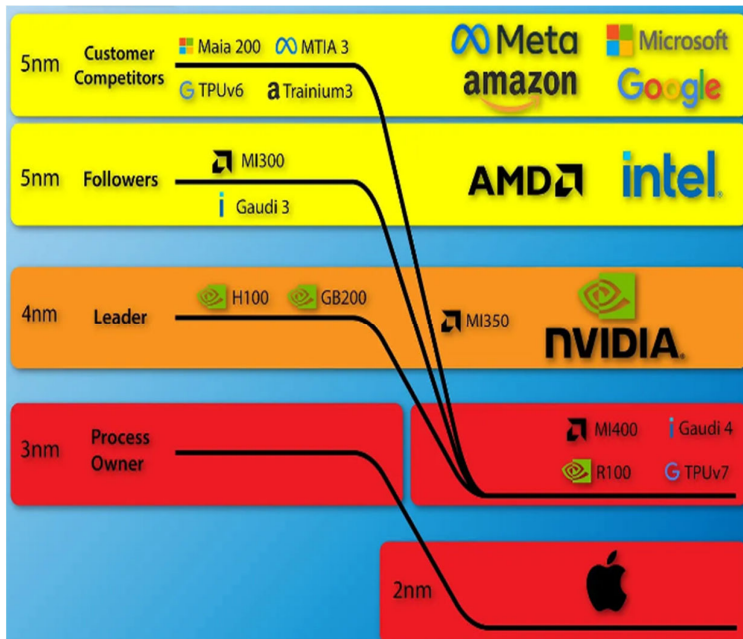 5nm Customer Competitors
Maia 200 MTIA 3
TPUv6 Trainium3
Meta Microsoft
amazon Google
5nm Followers
MI300
Gaudi 3
AMD intel.
4nm Leader
H100 GB200
MI350
NVIDIA.
3nm Process Owner
MI400 Gaudi 4
R100 TPUv7
2nm